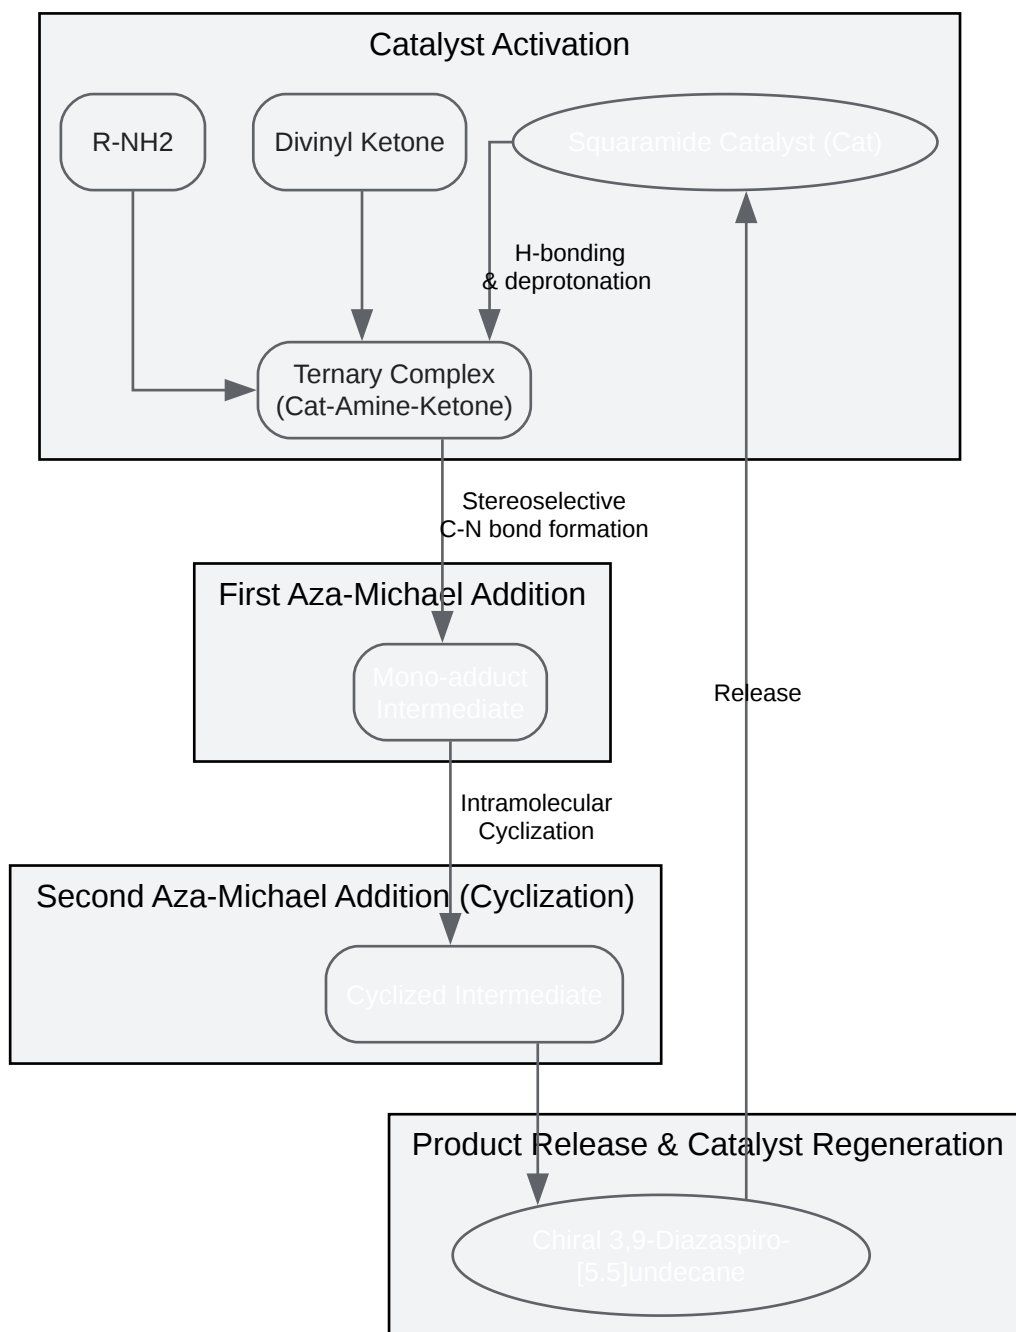 Catalyst Activation
R-NH2
Divinyl Ketone
Squaramide Catalyst (Cat)
H-bonding
& deprotonation
Ternary Complex
(Cat-Amine-Ketone)
Stereoselective
C-N bond formation
First Aza-Michael Addition
Mono-adduct
Intermediate
Release
Intramolecular
Cyclization
Second Aza-Michael Addition (Cyclization)
Cyclized Intermediate
Product Release & Catalyst Regeneration
Chiral 3,9-Diazaspiro-
[5.5]undecane